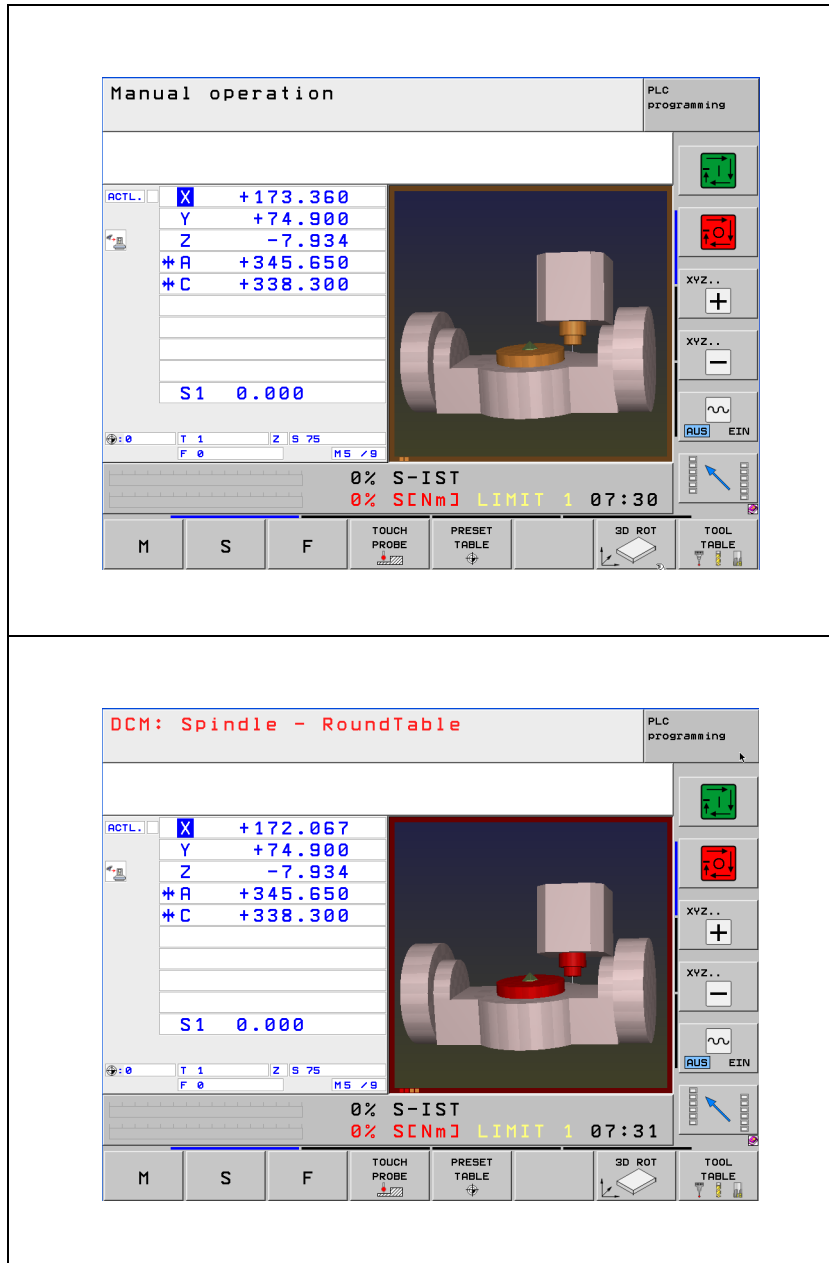 Manual operation
PLC
programming
ACTL. X +173.360
Y +74.900
Z -7.934
A +345.650
C +338.300
S1 0.000
:0 T 1 Z S 75
F 0 M5 /9
XYZ..
+
XYZ..
-
AUS EIN
0% S-IST
0% S[Nm] LIMIT 1 07:30
M S F TOUCH PROBE PRESET TABLE 3D ROT TOOL TABLE
DCM: Spindle - RoundTable
PLC
programming
ACTL. X +172.067
Y +74.900
Z -7.934
A +345.650
C +338.300
S1 0.000
:0 T 1 Z S 75
F 0 M5 /9
XYZ..
+
XYZ..
-
AUS EIN
0% S-IST
0% S[Nm] LIMIT 1 07:31
M S F TOUCH PROBE PRESET TABLE 3D ROT TOOL TABLE